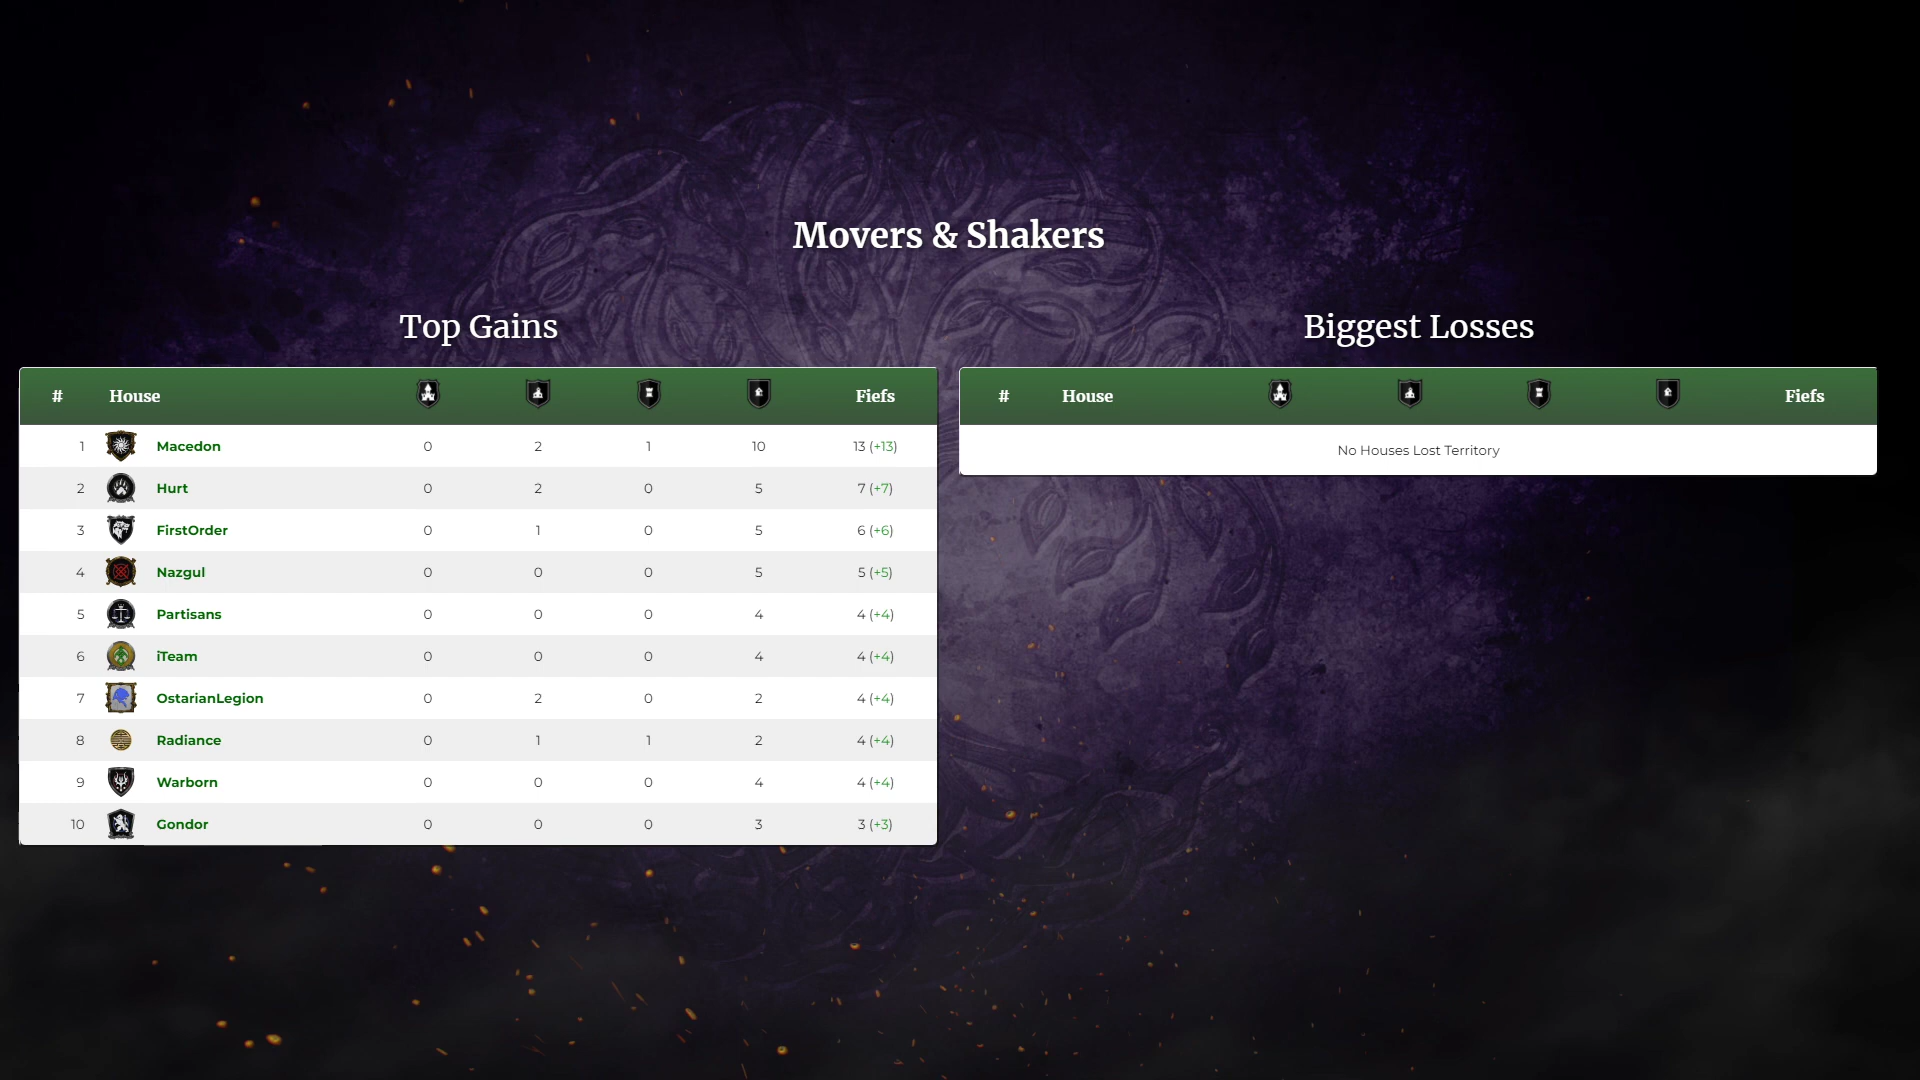 Movers & Shakers
Top Gains
# House Fiefs
1 Macedon 0 2 1 10 13 (+13)
2 Hurt 0 2 0 5 7 (+7)
3 FirstOrder 0 1 0 5 6 (+6)
4 Nazgul 0 0 0 5 5 (+5)
5 Partisans 0 0 0 4 4 (+4)
6 iTeam 0 0 0 4 4 (+4)
7 OstarianLegion 0 2 0 2 4 (+4)
8 Radiance 0 1 1 2 4 (+4)
9 Warborn 0 0 0 4 4 (+4)
10 Gondor 0 0 0 3 3 (+3)
Biggest Losses
# House Fiefs
No Houses Lost Territory